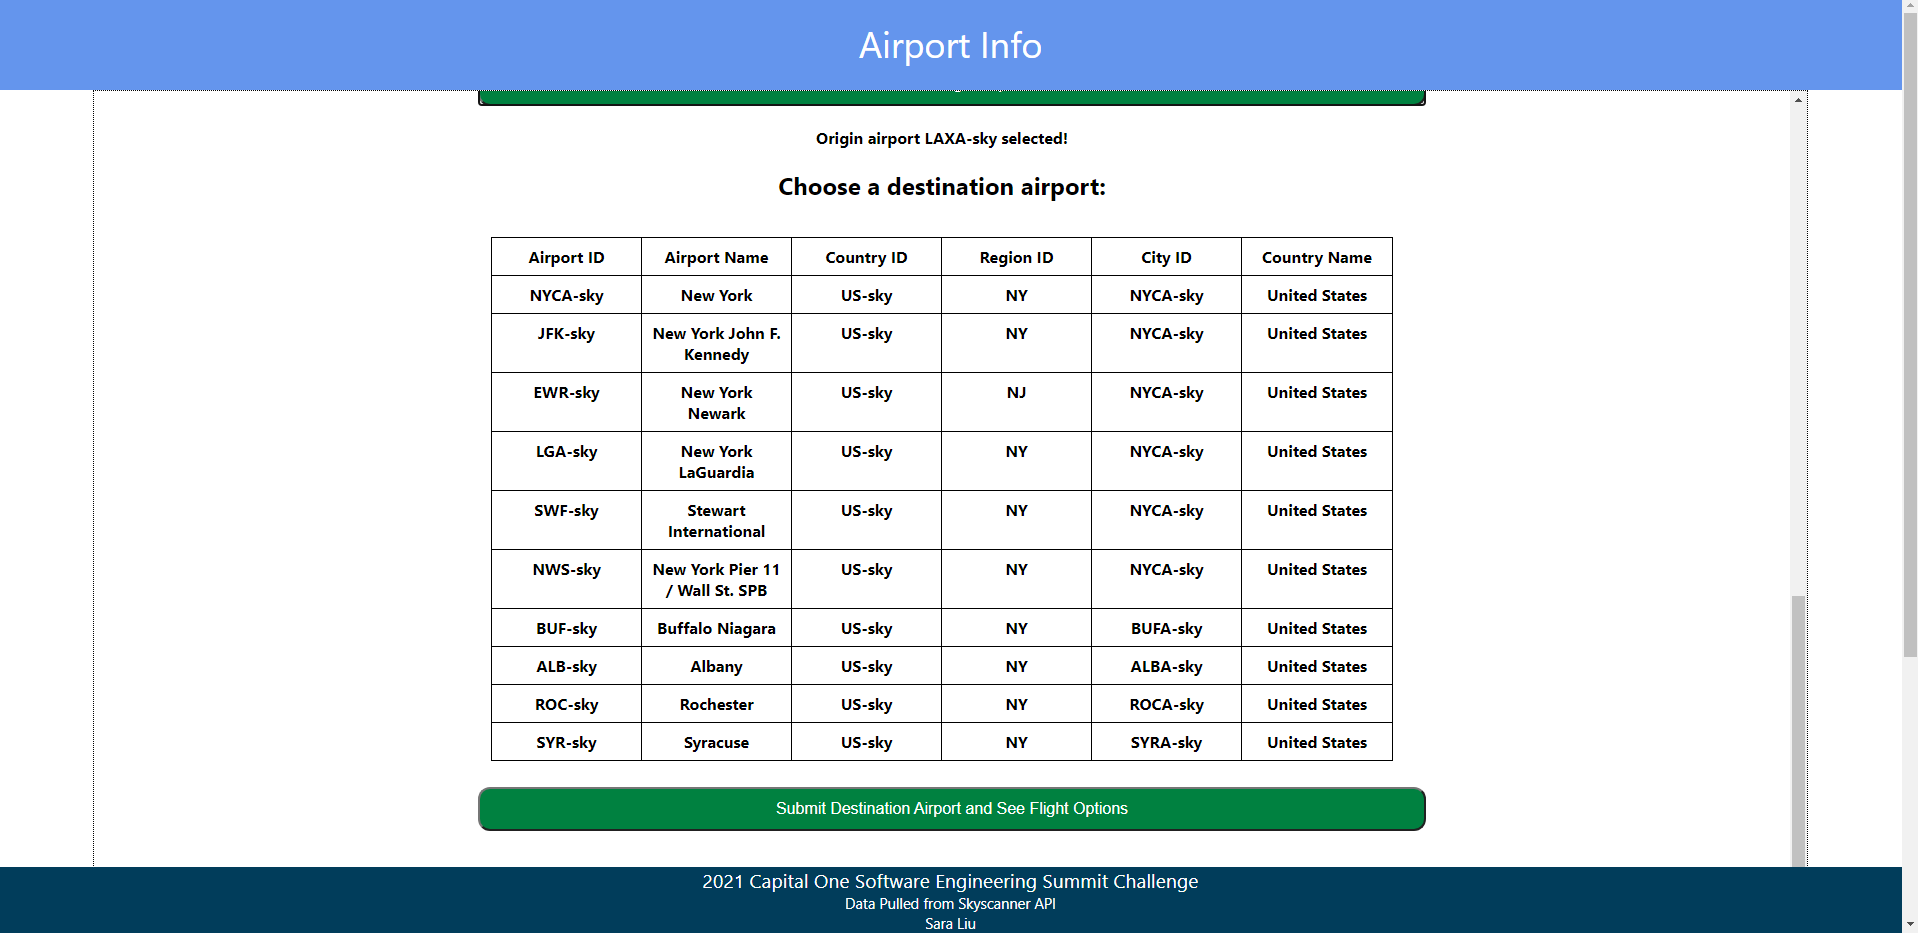 Airport Info
Origin airport LAXA-sky selected!
Choose a destination airport:
Airport ID Airport Name Country ID Region ID City ID Country Name
NYCA-sky New York US-sky NY NYCA-sky United States
JFK-sky New York John F. US-sky NY NYCA-sky United States
Kennedy
EWR-sky New York US-sky NJ NYCA-sky United States
Newark
LGA-sky New York US-sky NY NYCA-sky United States
LaGuardia
SWF-sky Stewart US-sky NY NYCA-sky United States
International
NWS-sky New York Pier 11 US-sky NY NYCA-sky United States
/ Wall St. SPB
BUF-sky Buffalo Niagara US-sky NY BUFA-sky United States
ALB-sky Albany US-sky NY ALBA-sky United States
ROC-sky Rochester US-sky NY ROCA-sky United States
SYR-sky Syracuse US-sky NY SYRA-sky United States
Submit Destination Airport and See Flight Options
2021 Capital One Software Engineering Summit Challenge
Data Pulled from Skyscanner API
Sara Liu